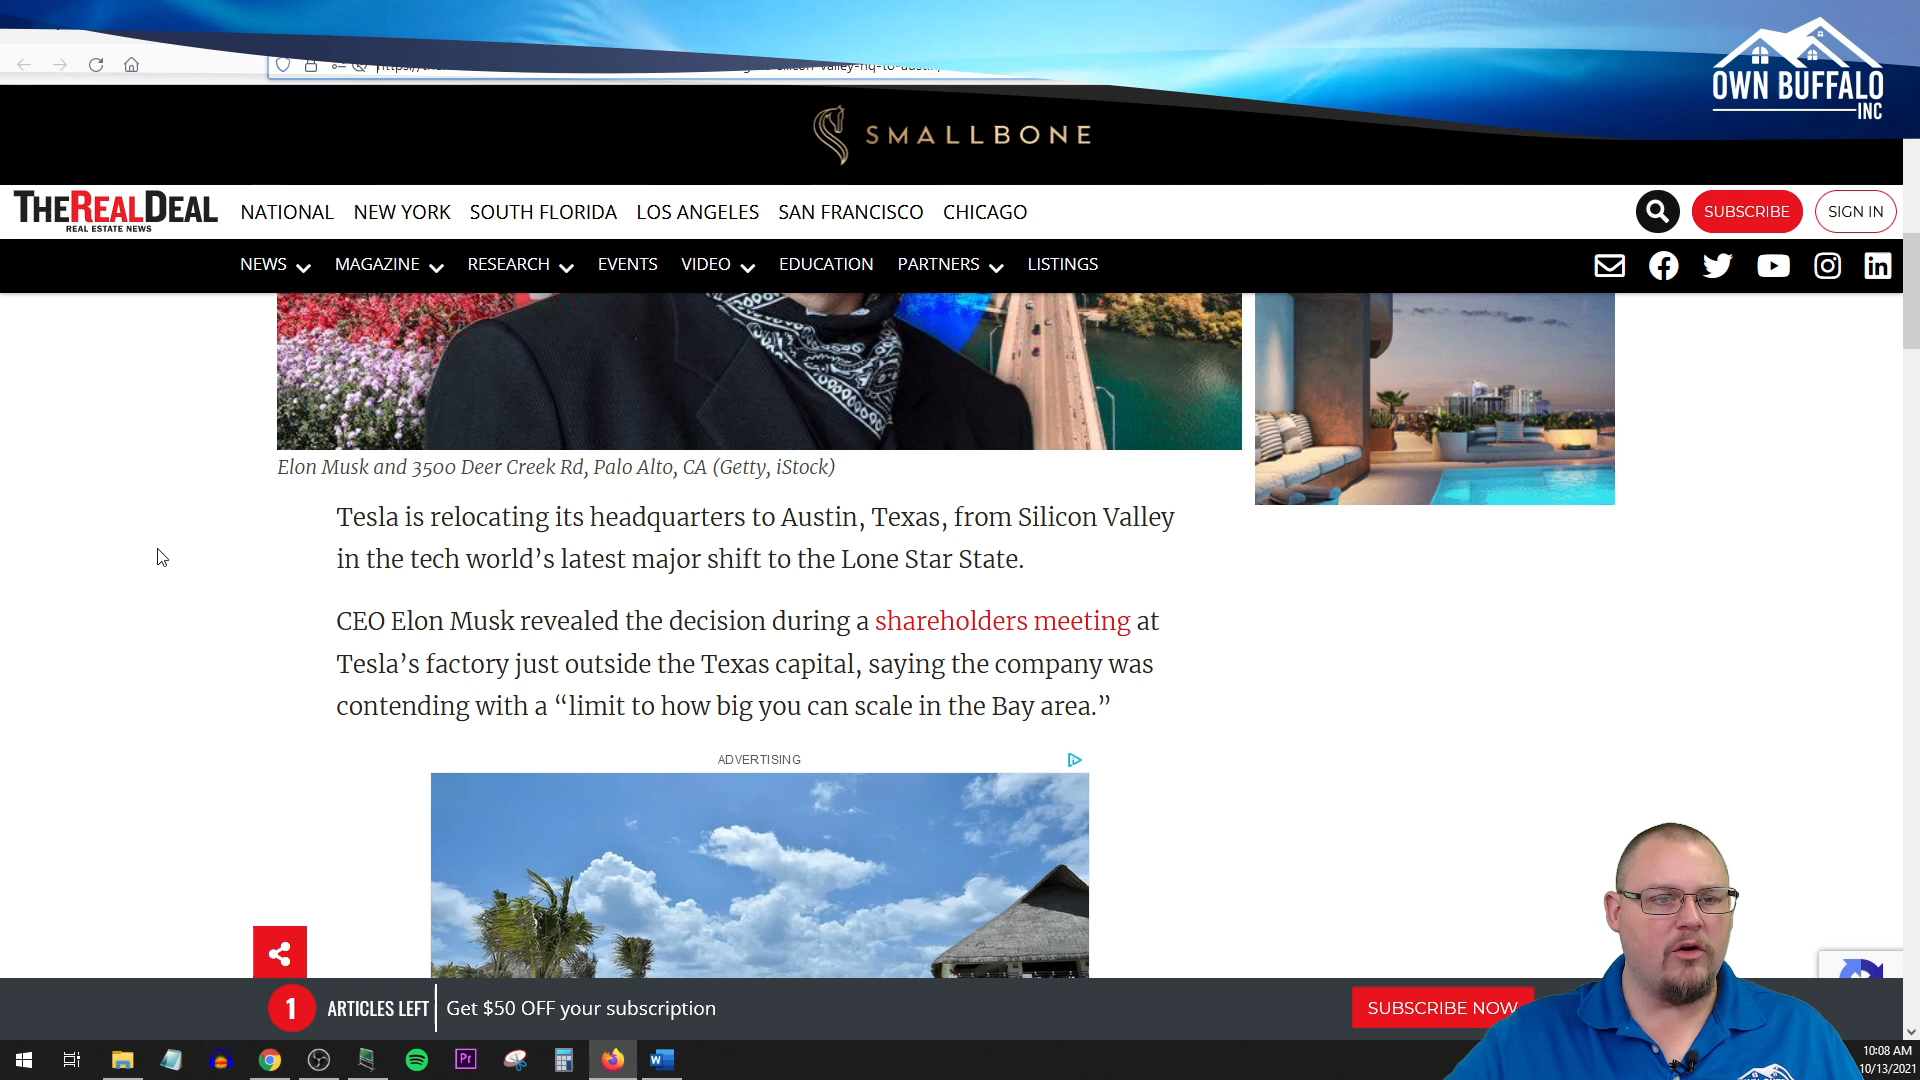 OWN BUFFALO
INC
SMALLBONE
THEREALDEAL
REAL ESTATE NEWS
NATIONAL NEW YORK SOUTH FLORIDA LOS ANGELES SAN FRANCISCO CHICAGO
SUBSCRIBE SIGN IN
NEWS MAGAZINE RESEARCH EVENTS VIDEO EDUCATION PARTNERS LISTINGS
Elon Musk and 3500 Deer Creek Rd, Palo Alto, CA (Getty, iStock)
Tesla is relocating its headquarters to Austin, Texas, from Silicon Valley
in the tech world’s latest major shift to the Lone Star State.
CEO Elon Musk revealed the decision during a shareholders meeting at
Tesla’s factory just outside the Texas capital, saying the company was
contending with a “limit to how big you can scale in the Bay area.”
ADVERTISING
1 ARTICLES LEFT Get $50 OFF your subscription
SUBSCRIBE NOW
Pr
W
10:08 AM
10/13/2021